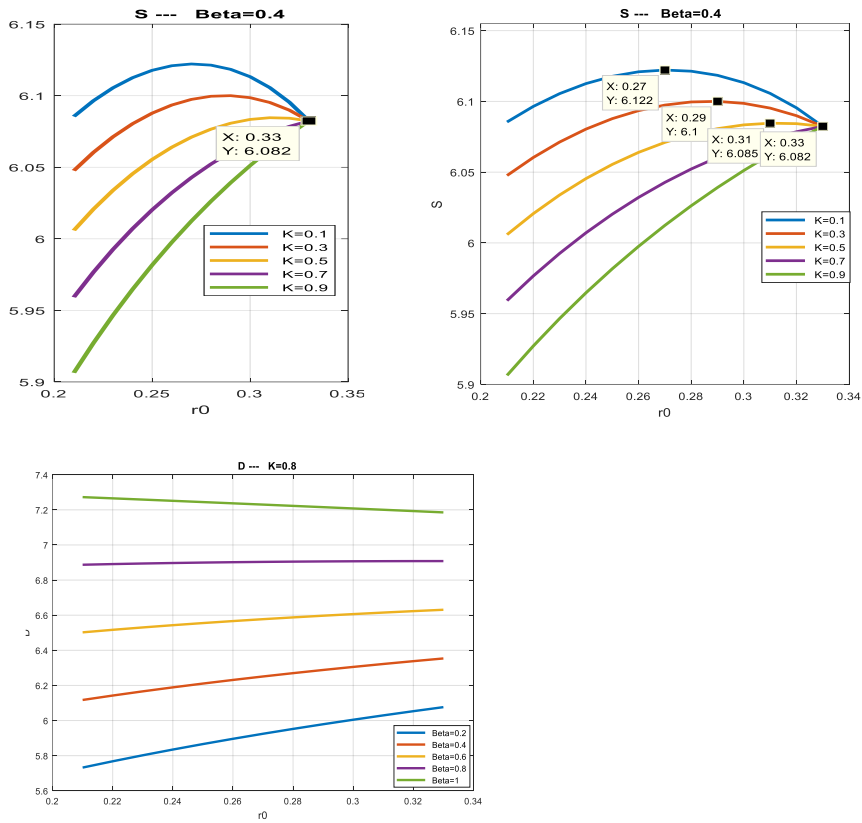 S --- Beta=0.4
6.15
6.1
6.05
6
5.95
5.9
0.2
0.25
0.3
0.35
r0
X: 0.33
Y: 6.082
K=0.1
K=0.3
K=0.5
K=0.7
K=0.9
S --- Beta=0.4
S
6.15
6.1
6.05
6
5.95
5.9
0.2
0.22
0.24
0.26
0.28
0.3
0.32
0.34
r0
X: 0.27
Y: 6.122
X: 0.29
Y: 6.1
X: 0.31
Y: 6.085
X: 0.33
Y: 6.082
K=0.1
K=0.3
K=0.5
K=0.7
K=0.9
D --- K=0.8
7.4
7.2
7
6.8
6.6
6.4
6.2
6
5.8
5.6
0.2
0.22
0.24
0.26
0.28
0.3
0.32
0.34
r0
Beta=0.2
Beta=0.4
Beta=0.6
Beta=0.8
Beta=1